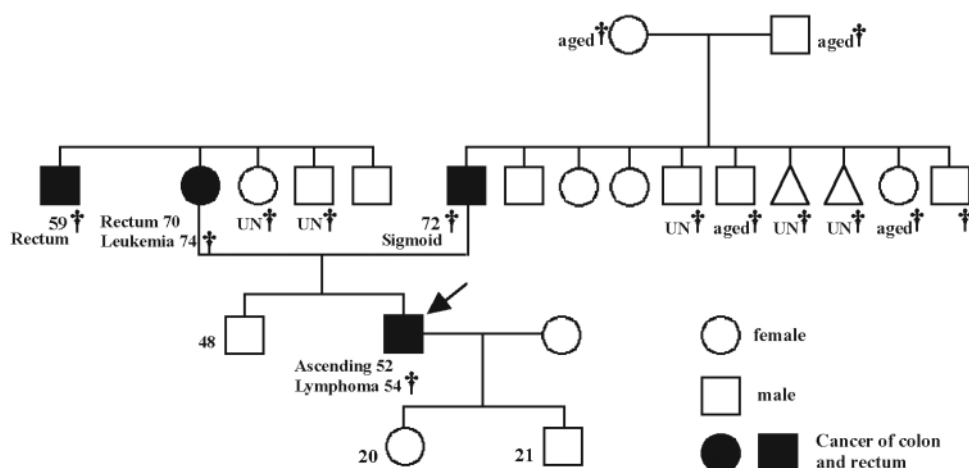 aged†
aged†
59†
Rectum
Rectum 70
Leukemia 74†
UN†
UN†
72†
Sigmoid
UN†
aged†
UN†
UN†
aged†
†
48
Ascending 52
Lymphoma 54†
20
21
female
male
Cancer of colon
and rectum